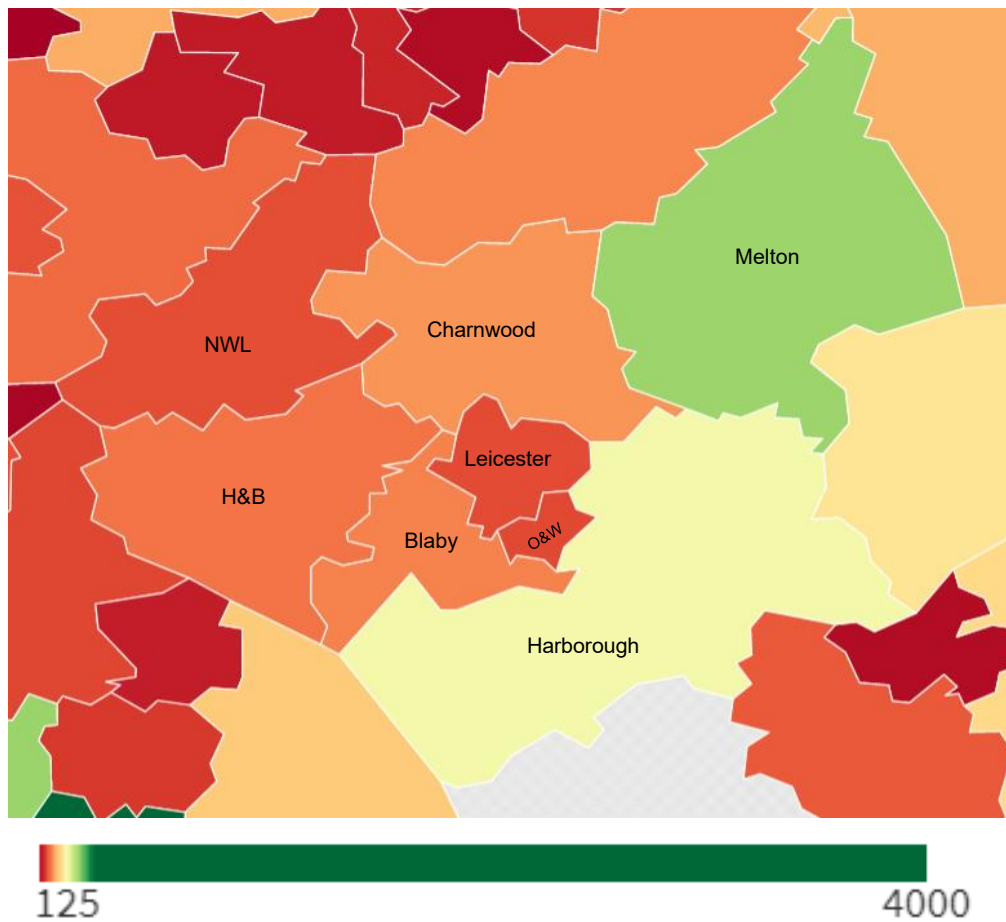 Melton
Charnwood
NWL
Leicester
H&B
O&W
Blaby
Harborough
125
4000